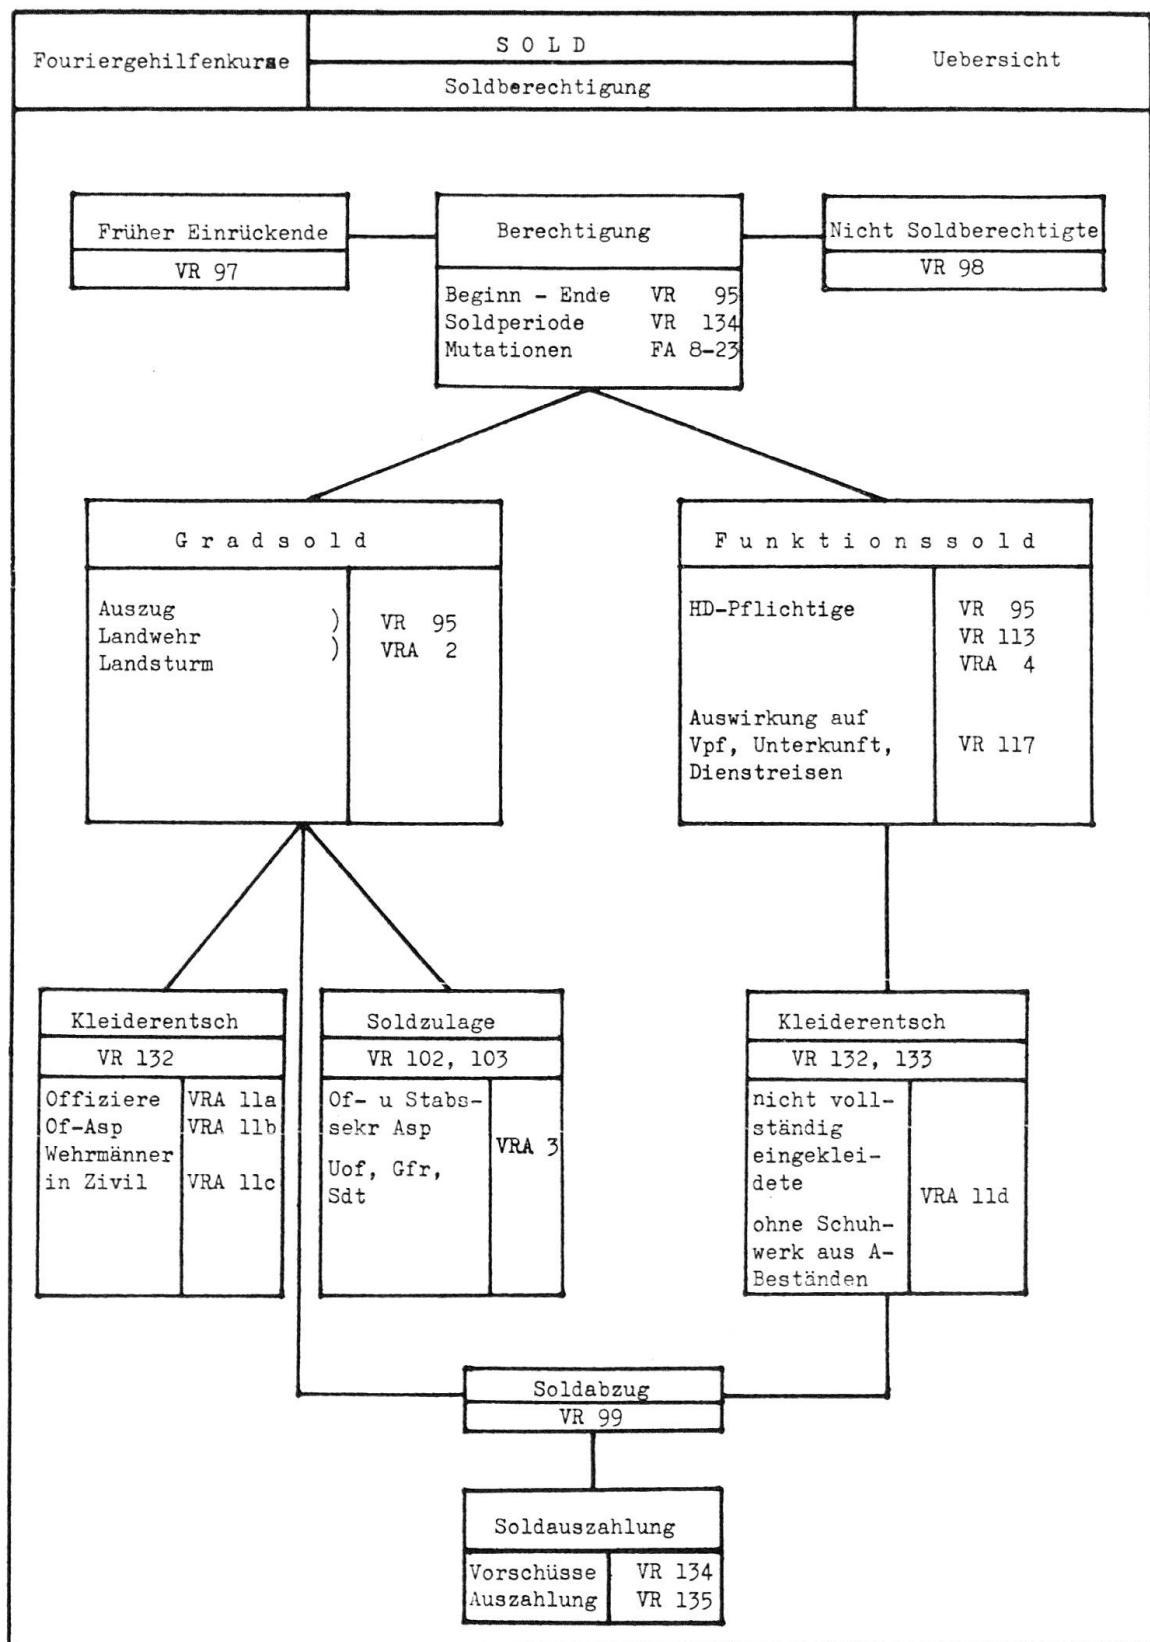 Fouriergehilfenkurse
S O L D
Soldberechtigung
Uebersicht
Früher Einrückende
VR 97
Berechtigung
Beginn - Ende VR 95
Soldperiode VR 134
Mutationen FA 8-23
Nicht Soldberechtigte
VR 98
G r a d s o l d
Auszug )
Landwehr
Landsturm )
VR 95
VRA 2
F u n k t i o n s s o l d
HD-Pflichtige VR 95
VR 113
VRA 4
Auswirkung auf
Vpf, Unterkunft, VR 117
Dienstreisen
Kleiderentsch
VR 132
Offiziere VRA 11a
Of-Asp VRA 11b
Wehrmänner
in Zivil VRA 11c
Soldzulage
VR 102, 103
Of- u Stabs-
sekr Asp
VRA 3
Uof, Gfr,
Sdt
Kleiderentsch
VR 132, 133
nicht voll-
ständig
eingeklei-
dete
VRA 11d
ohne Schuh-
werk aus A-
Beständen
Soldabzug
VR 99
Soldauszahlung
Vorschüsse VR 134
Auszahlung VR 135